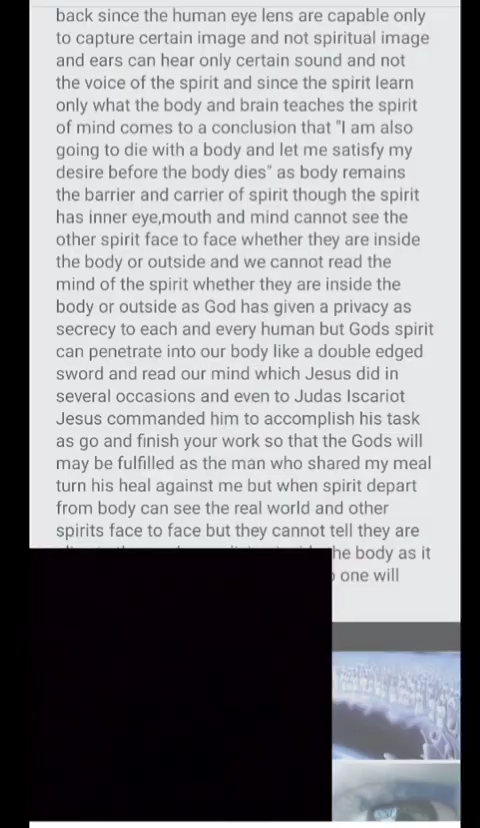 back since the human eye lens are capable only
to capture certain image and not spiritual image
and ears can hear only certain sound and not
the voice of the spirit and since the spirit learn
only what the body and brain teaches the spirit
of mind comes to a conclusion that "I am also
going to die with a body and let me satisfy my
desire before the body dies" as body remains
the barrier and carrier of spirit though the spirit
has inner eye,mouth and mind cannot see the
other spirit face to face whether they are inside
the body or outside and we cannot read the
mind of the spirit whether they are inside the
body or outside as God has given a privacy as
secrecy to each and every human but Gods spirit
can penetrate into our body like a double edged
sword and read our mind which Jesus did in
several occasions and even to Judas Iscariot
Jesus commanded him to accomplish his task
as go and finish your work so that the Gods will
may be fulfilled as the man who shared my meal
turn his heal against me but when spirit depart
from body can see the real world and other
spirits face to face but they cannot tell they are
the body as it
one will